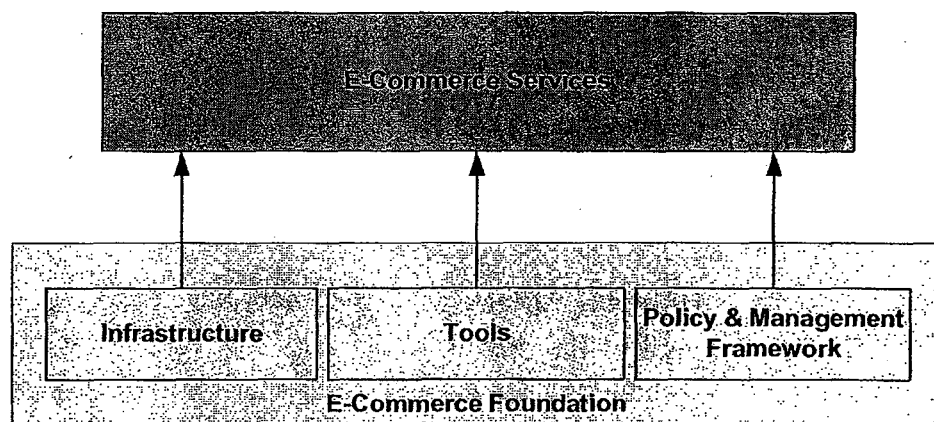 E-Commerce Services
Infrastructure
Tools
Policy & Management
Framework
E-Commerce Foundation